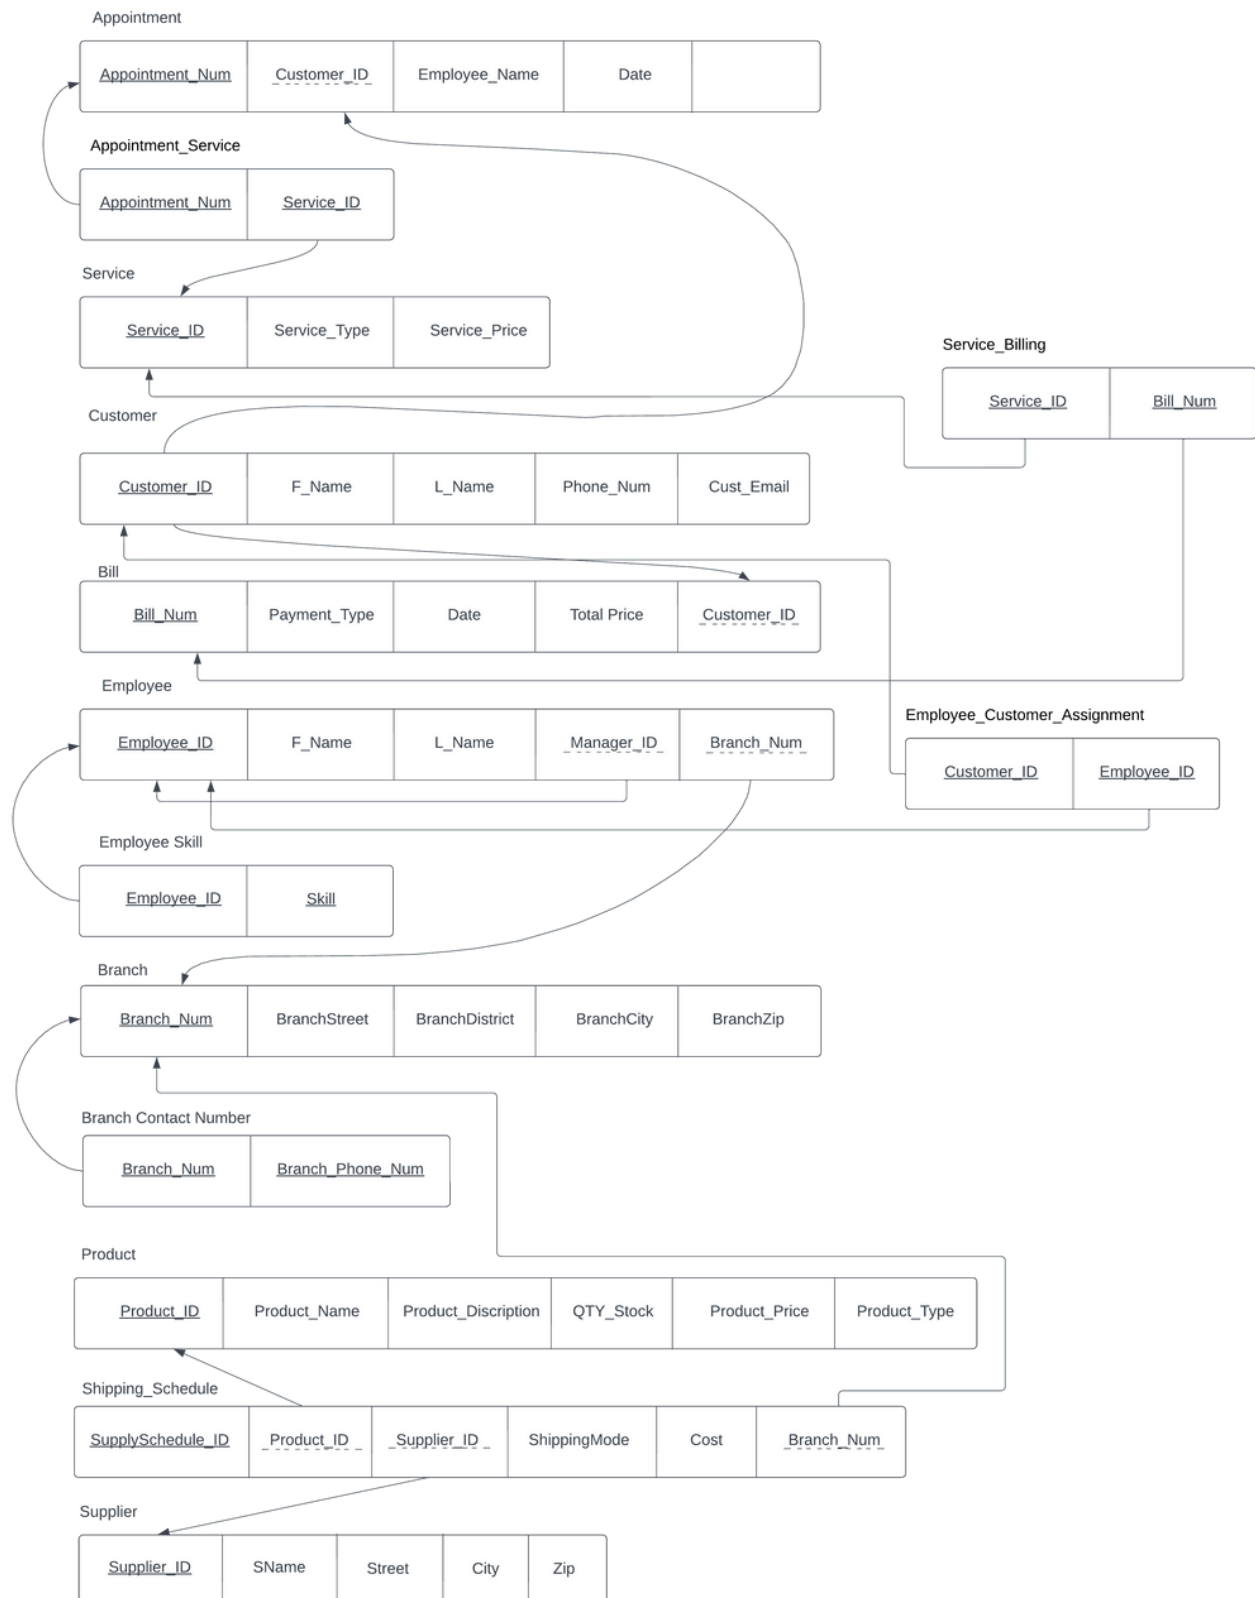 Appointment
Appointment_Num Customer_ID Employee_Name Date
Appointment_Service
Appointment_Num Service_ID
Service
Service_ID Service_Type Service_Price
Service_Billing
Service_ID Bill_Num
Customer
Customer_ID F_Name L_Name Phone_Num Cust_Email
Bill
Bill_Num Payment_Type Date Total Price Customer_ID
Employee
Employee_ID F_Name L_Name Manager_ID Branch_Num
Employee_Customer_Assignment
Customer_ID Employee_ID
Employee Skill
Employee_ID Skill
Branch
Branch_Num BranchStreet BranchDistrict BranchCity BranchZip
Branch Contact Number
Branch_Num Branch_Phone_Num
Product
Product_ID Product_Name Product_Discription QTY_Stock Product_Price Product_Type
Shipping_Schedule
SupplySchedule_ID Product_ID Supplier_ID ShippingMode Cost Branch_Num
Supplier
Supplier_ID SName Street City Zip